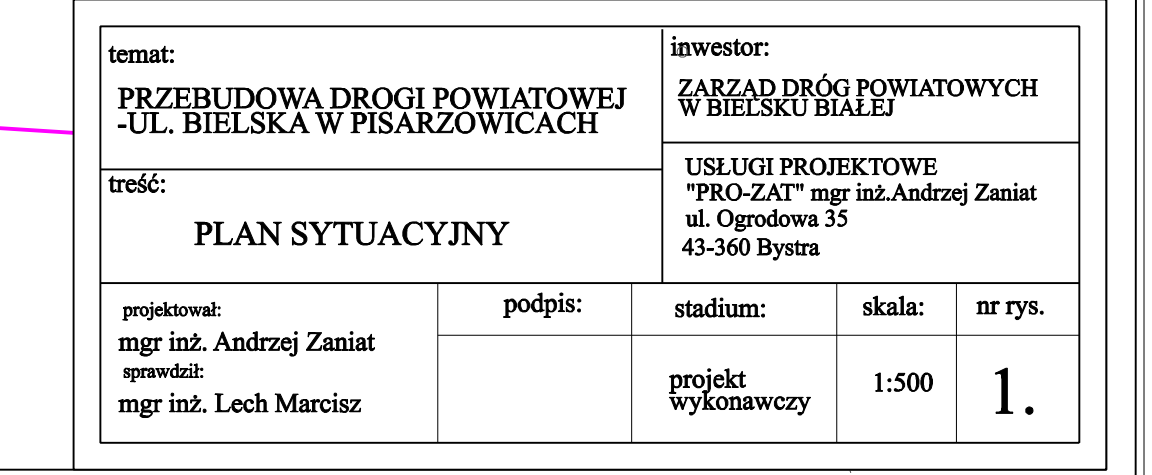 temat:
PRZEBUDOWA DROGI POWIATOWEJ
-UL. BIELSKA W PISARZOWICACH
inwestor:
ZARZĄD DRÓG POWIATOWYCH
W BIELSKU BIAŁEJ
treść:
PLAN SYTUACYJNY
USŁUGI PROJEKTOWE
"PRO-ZAT" mgr inż.Andrzej Zaniat
ul. Ogrodowa 35
43-360 Bystra
projektował:
mgr inż. Andrzej Zaniat
sprawdził:
mgr inż. Lech Marcisz
podpis:
stadium:
projekt
wykonawczy
skala:
1:500
nr rys.
1.